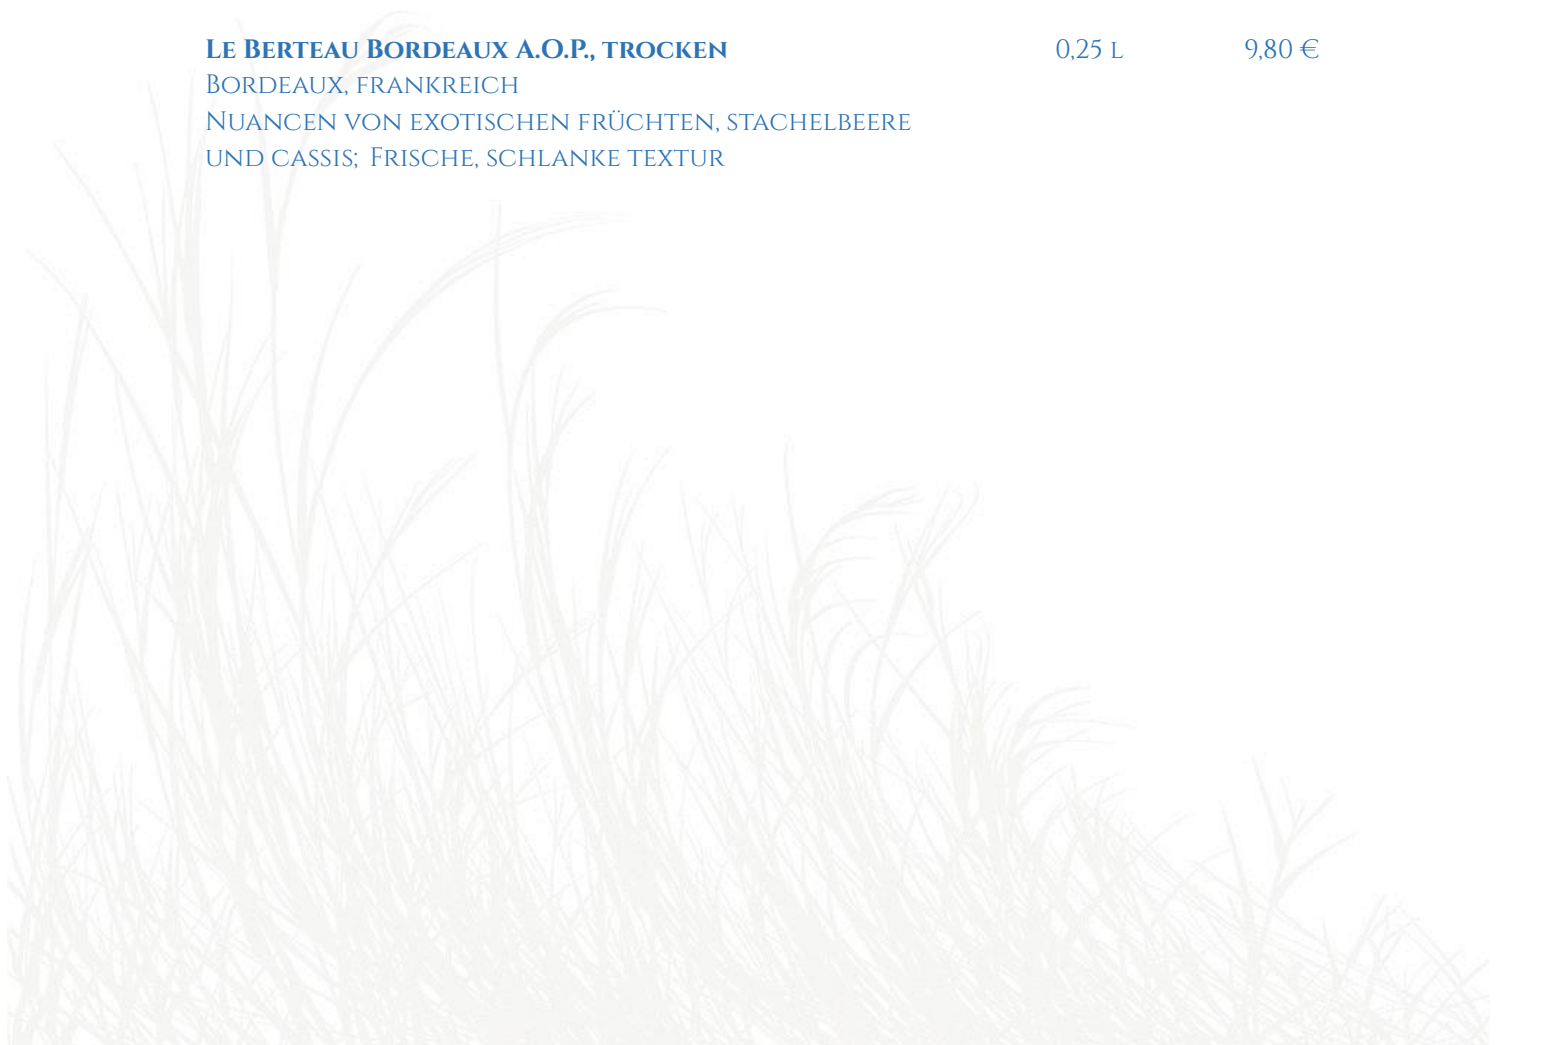 Le Berteau Bordeaux A.O.P., trocken 0,25 l 9,80 €
Bordeaux, Frankreich
Nuancen von exotischen Früchten, Stachelbeere
und Cassis; Frische, schlanke Textur